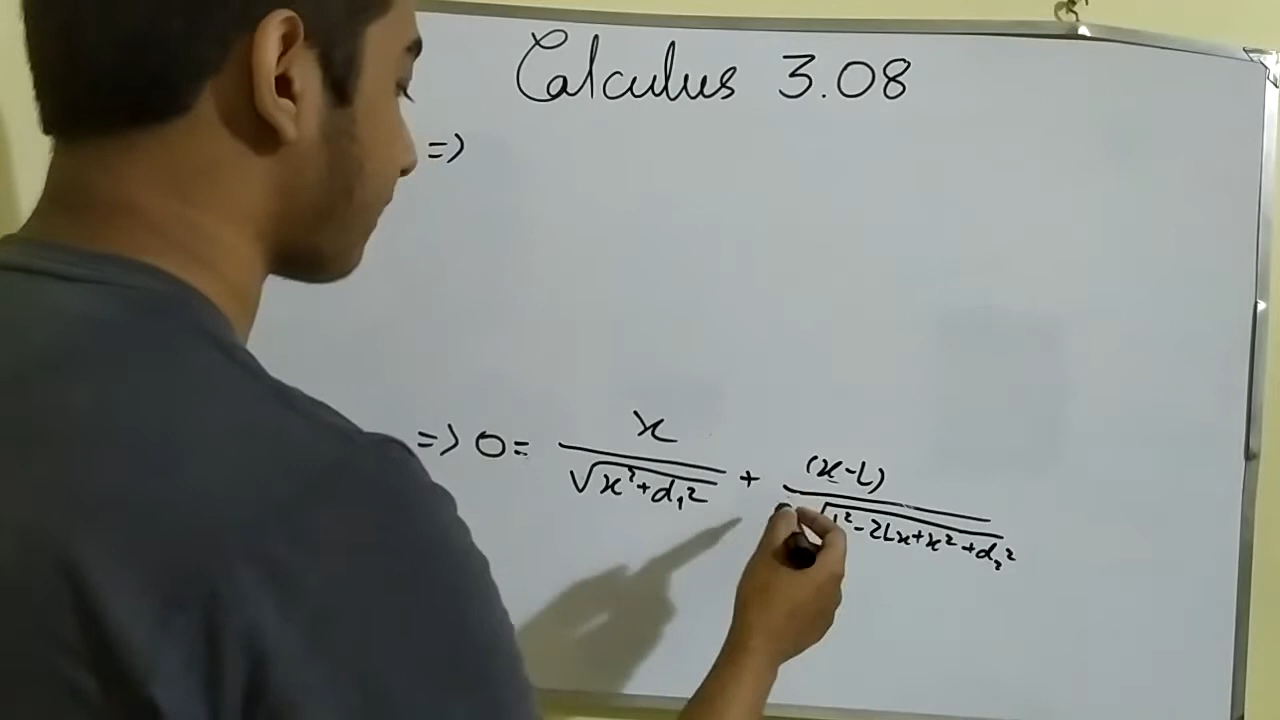 Calculus 3.08
=>
=> 0 = x/√(x²+d₁²) + (x-L)/√(L²-2Lx+x²+d₂²)